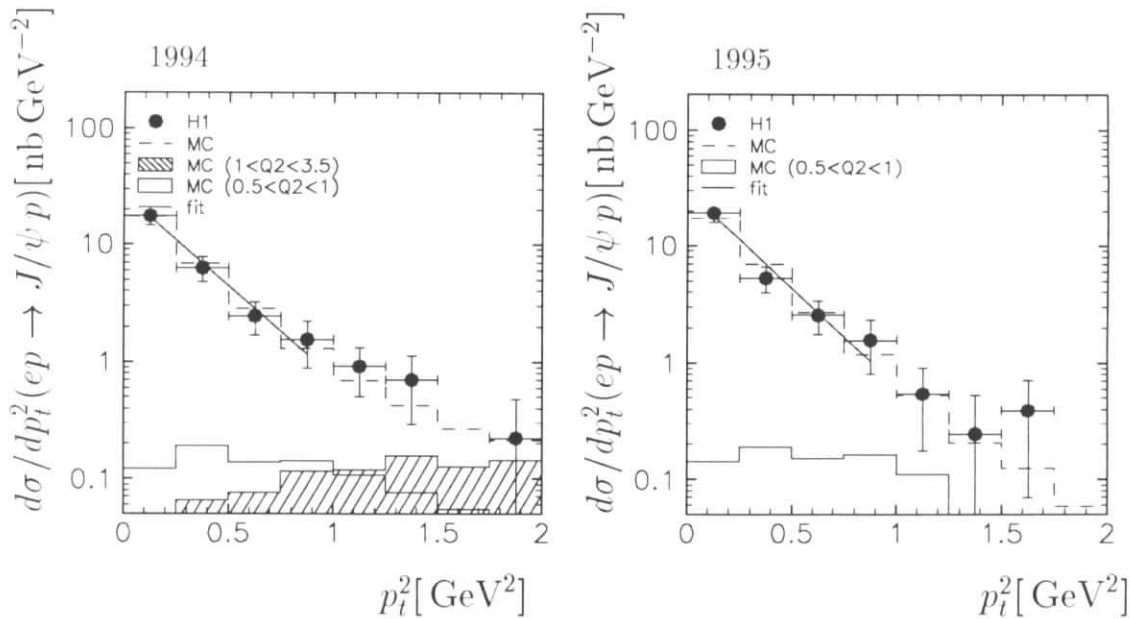 1994
dσ/dp_t^2(ep → J/ψ p)[nb GeV^−2]
100
10
1
0.1
H1
MC
MC (1<Q2<3.5)
MC (0.5<Q2<1)
fit
0 0.5 1 1.5 2
p_t^2[GeV^2]
1995
dσ/dp_t^2(ep → J/ψ p)[nb GeV^−2]
100
10
1
0.1
H1
MC
MC (0.5<Q2<1)
fit
0 0.5 1 1.5 2
p_t^2[GeV^2]